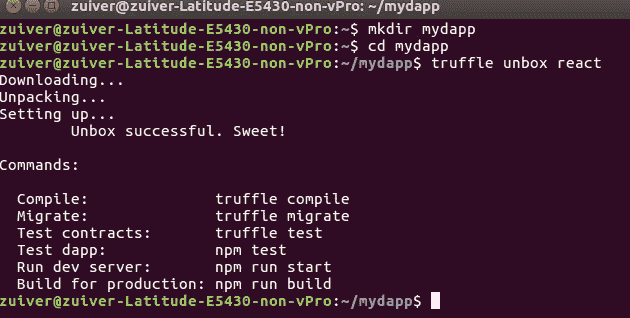 zuiver@zuiver-Latitude-E5430-non-vPro: ~/mydapp
zuiver@zuiver-Latitude-E5430-non-vPro:~$ mkdir mydapp
zuiver@zuiver-Latitude-E5430-non-vPro:~$ cd mydapp
zuiver@zuiver-Latitude-E5430-non-vPro:~/mydapp$ truffle unbox react
Downloading...
Unpacking...
Setting up...
Unbox successful. Sweet!
Commands:
Compile: truffle compile
Migrate: truffle migrate
Test contracts: truffle test
Test dapp: npm test
Run dev server: npm run start
Build for production: npm run build
zuiver@zuiver-Latitude-E5430-non-vPro:~/mydapp$